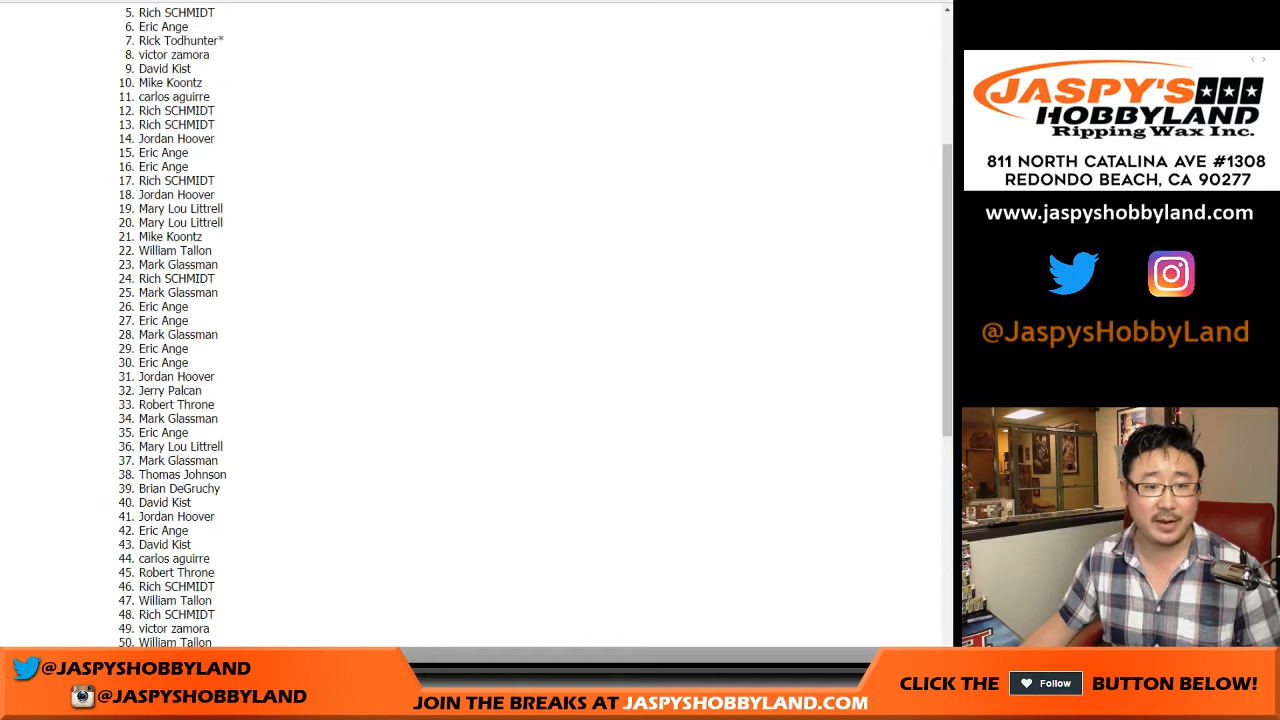 5. Rich SCHMIDT
6. Eric Ange
7. Rick Todhunter*
8. victor zamora
9. David Kist
10. Mike Koontz
11. carlos aguirre
12. Rich SCHMIDT
13. Rich SCHMIDT
14. Jordan Hoover
15. Eric Ange
16. Eric Ange
17. Rich SCHMIDT
18. Jordan Hoover
19. Mary Lou Littrell
20. Mary Lou Littrell
21. Mike Koontz
22. William Tallon
23. Mark Glassman
24. Rich SCHMIDT
25. Mark Glassman
26. Eric Ange
27. Eric Ange
28. Mark Glassman
29. Eric Ange
30. Eric Ange
31. Jordan Hoover
32. Jerry Palcan
33. Robert Throne
34. Mark Glassman
35. Eric Ange
36. Mary Lou Littrell
37. Mark Glassman
38. Thomas Johnson
39. Brian DeGruchy
40. David Kist
41. Jordan Hoover
42. Eric Ange
43. David Kist
44. carlos aguirre
45. Robert Throne
46. Rich SCHMIDT
47. William Tallon
48. Rich SCHMIDT
49. victor zamora
50. William Tallon
JASPY'S
HOBBYLAND
Ripping Wax Inc.
811 NORTH CATALINA AVE #1308
REDONDO BEACH, CA 90277
www.jaspyshobbyland.com
@JaspysHobbyLand
@JASPYSHOBBYLAND
@JASPYSHOBBYLAND
JOIN THE BREAKS AT JASPYSHOBBYLAND.COM
CLICK THE Follow BUTTON BELOW!